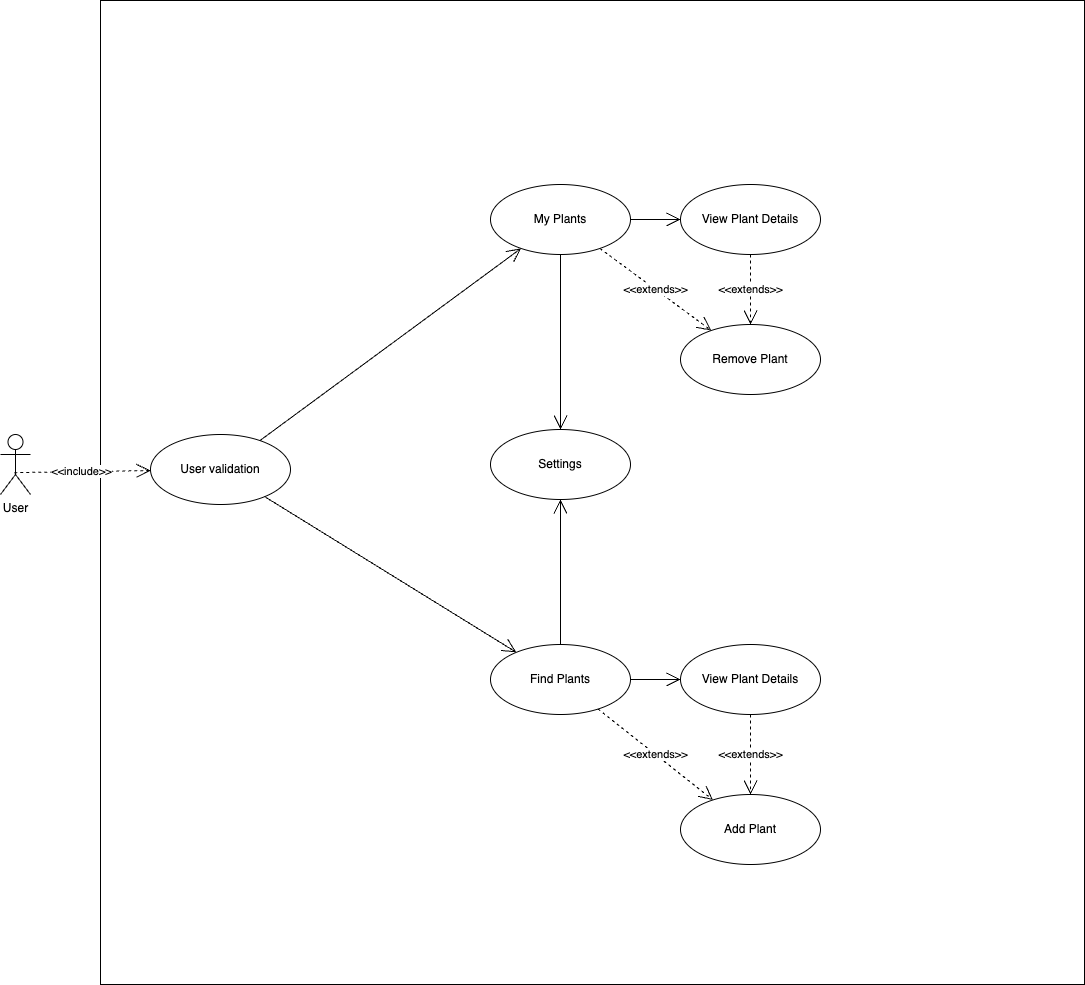 My Plants
View Plant Details
<<extends>>
<<extends>>
Remove Plant
User validation
Settings
<<include>>
User
Find Plants
View Plant Details
<<extends>>
<<extends>>
Add Plant